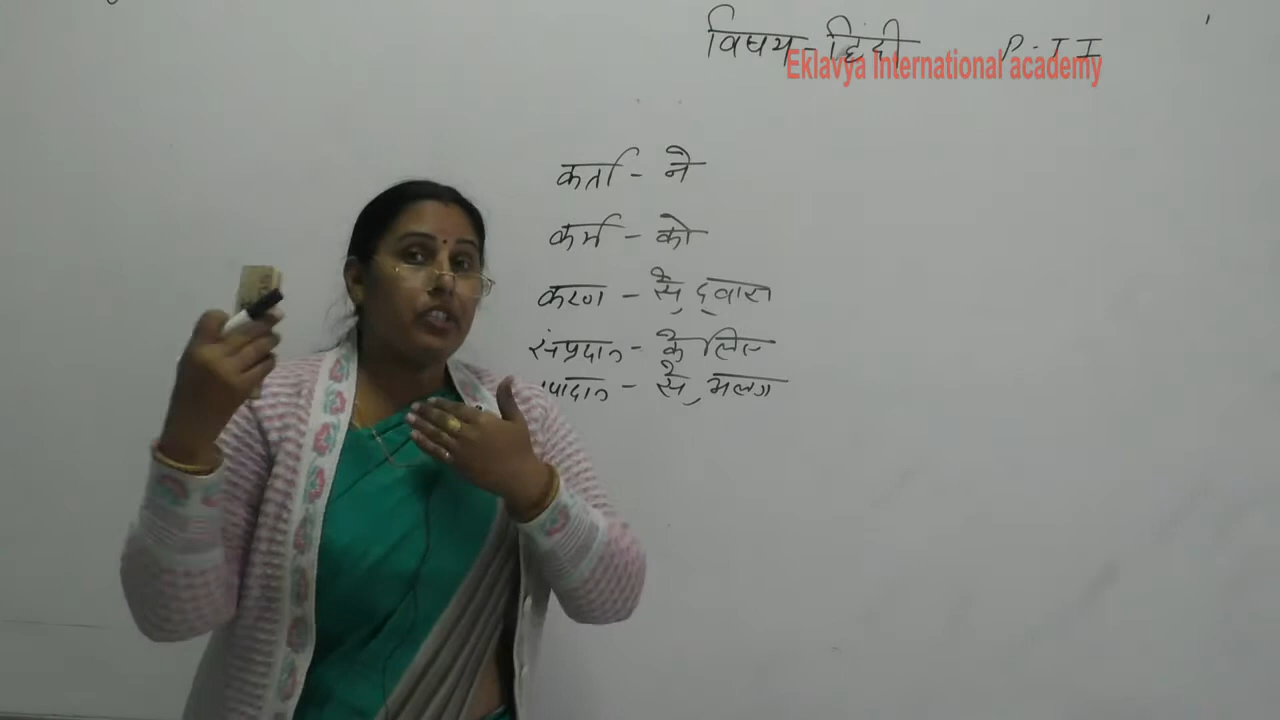 विषय - हिंदी P-II
Eklavya International academy
कर्ता - ने
कर्म - को
करण - से, द्वारा
संप्रदान - के लिए
पादान - से, अलग